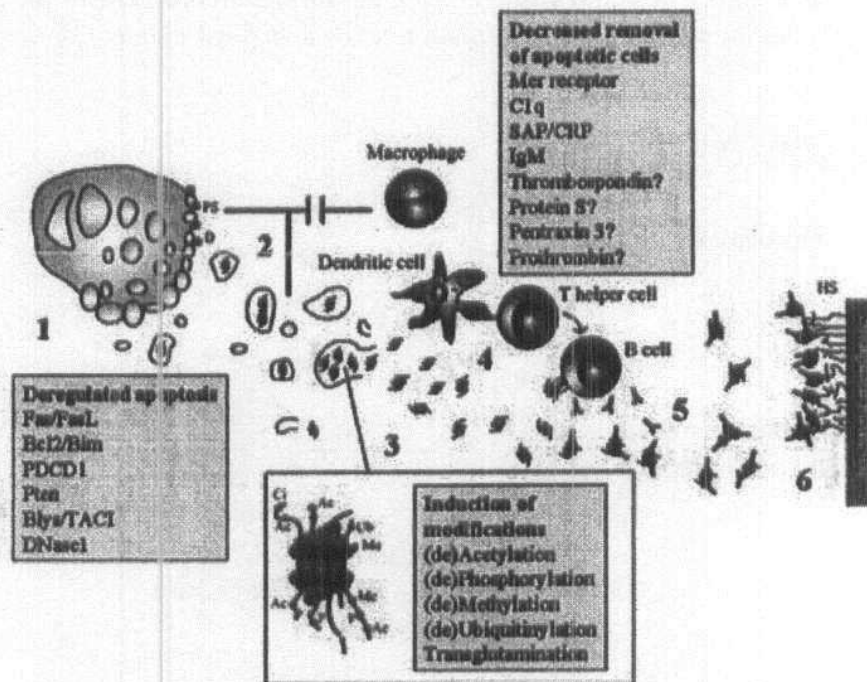 Decreased removal
of apoptotic cells
Mer receptor
C1q
SAP/CRP
IgM
Thrombospondin?
Protein S?
Pentraxin 3?
Prothrombin?
Macrophage
PS
2
Dendritic cell
1
T helper cell
HS
4
B cell
5
3
6
Deregulated apoptosis
Fas/FasL
Bcl2/Bim
PDCD1
Pten
Blys/TACI
DNase1
Ci
Ac
Ac
Ub
Me
Ac
Me
P
Ac
Induction of
modifications
(de)Acetylation
(de)Phosphorylation
(de)Methylation
(de)Ubiquitinylation
Transglutamination